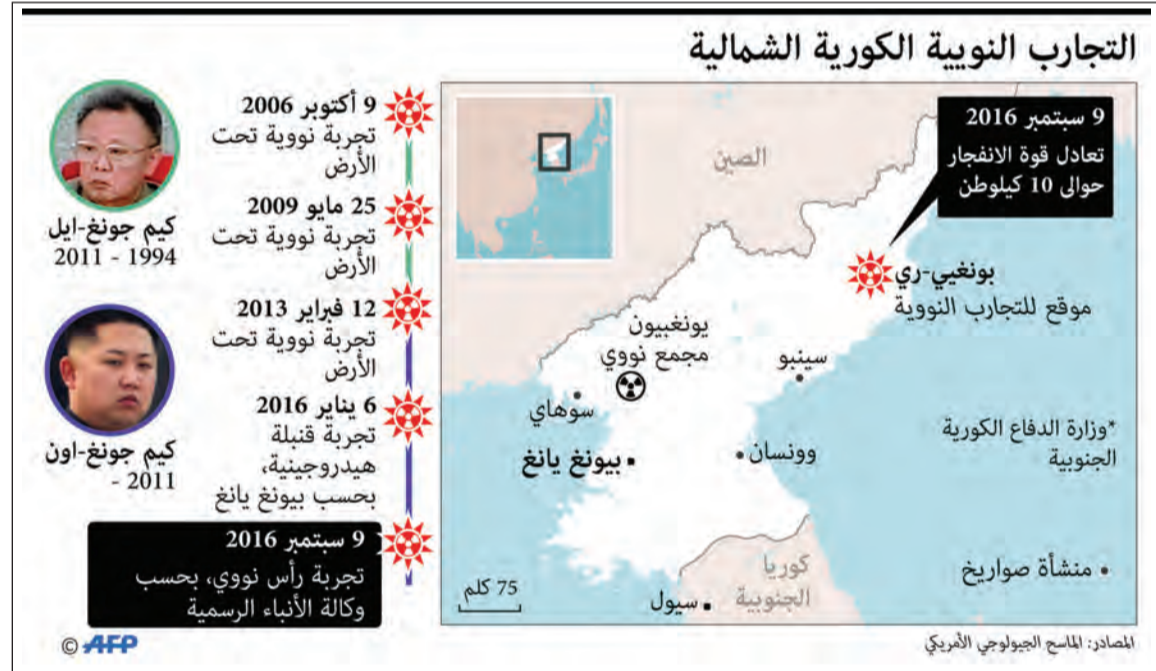 التجارب النويية الكورية الشمالية
9 سبتمبر 2016
تعادل قوة الانفجار
حوالى 10 كيلوطن
الصين
بونغيي-ري
موقع للتجارب النووية
يونغبيون
مجمع نووي
سينبو
سوهاي
وونسان
بيونغ يانغ
*وزارة الدفاع الكورية
الجنوبية
كوريا
الجنوبية
سيول
75 كلم
• منشأة صواريخ
9 أكتوبر 2006
تجربة نووية تحت
الأرض
25 مايو 2009
تجربة نووية تحت
الأرض
12 فبراير 2013
تجربة نووية تحت
الأرض
6 يناير 2016
تجربة قنبلة
هيدروجينية،
بحسب بيونغ يانغ
9 سبتمبر 2016
تجربة رأس نووي، بحسب
وكالة الأنباء الرسمية
كيم جونغ-ايل
1994 - 2011
كيم جونغ-اون
2011 -
المصادر: الماسح الجيولوجي الأمريكي
© AFP